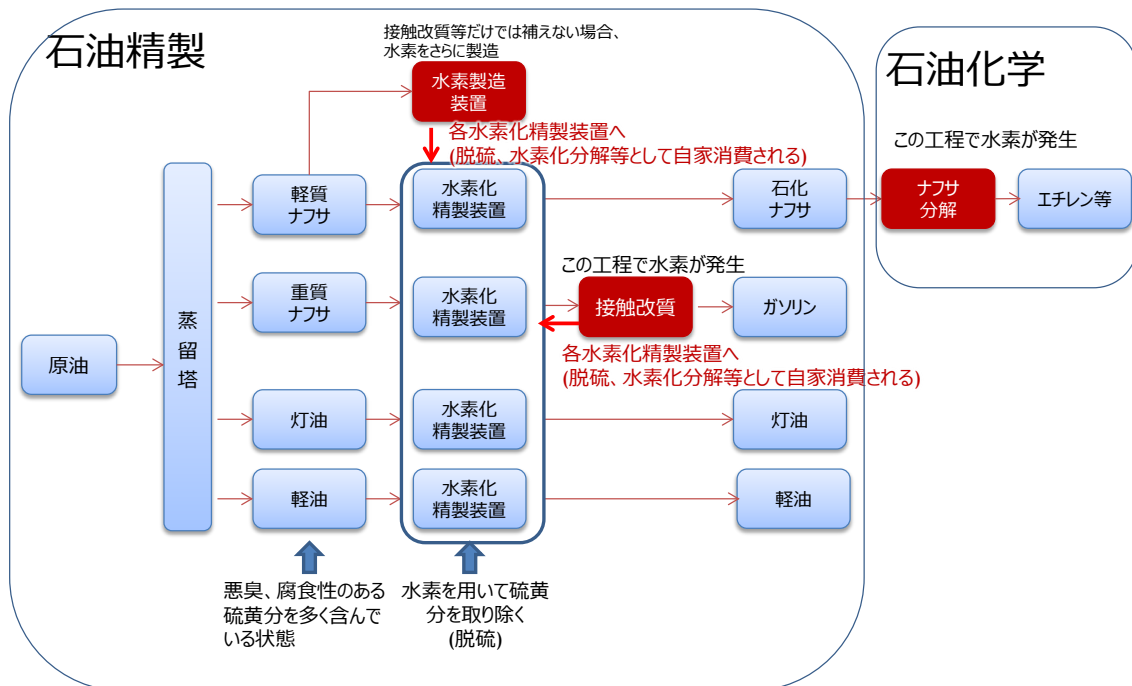 石油精製
接触改質等だけでは補えない場合、
水素をさらに製造
水素製造
装置
各水素化精製装置へ
(脱硫、水素化分解等として自家消費される)
石油化学
この工程で水素が発生
ナフサ
分解
エチレン等
原油
蒸留塔
軽質
ナフサ
水素化
精製装置
石化
ナフサ
重質
ナフサ
水素化
精製装置
この工程で水素が発生
接触改質
ガソリン
各水素化精製装置へ
(脱硫、水素化分解等として自家消費される)
灯油
水素化
精製装置
灯油
軽油
水素化
精製装置
軽油
悪臭、腐食性のある
硫黄分を多く含んで
いる状態
水素を用いて硫黄
分を取り除く
(脱硫)